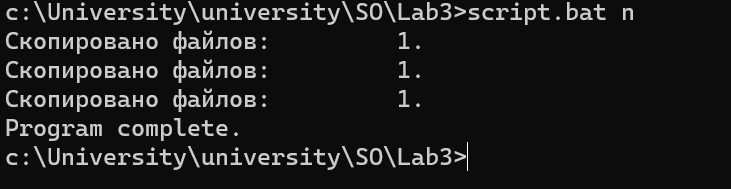 c:\University\university\SO\Lab3>script.bat n
Скопировано файлов:         1.
Скопировано файлов:         1.
Скопировано файлов:         1.
Program complete.
c:\University\university\SO\Lab3>